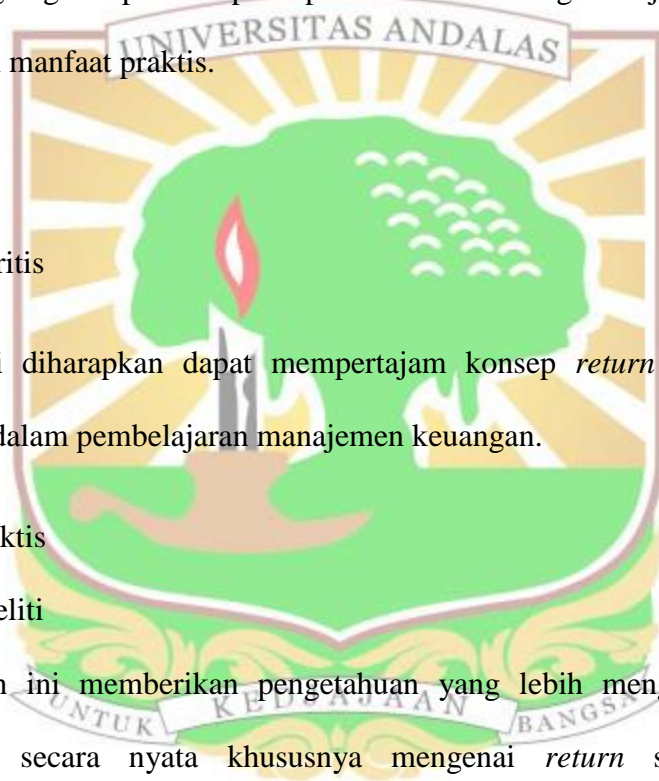 UNIVERSITAS ANDALAS
manfaat praktis.
ritis
diharapkan dapat mempertajam konsep return
dalam pembelajaran manajemen keuangan.
ktis
eliti
ini memberikan pengetahuan yang lebih men
UNTUK KEDJAJAAN BANGSA
secara nyata khususnya mengenai return s